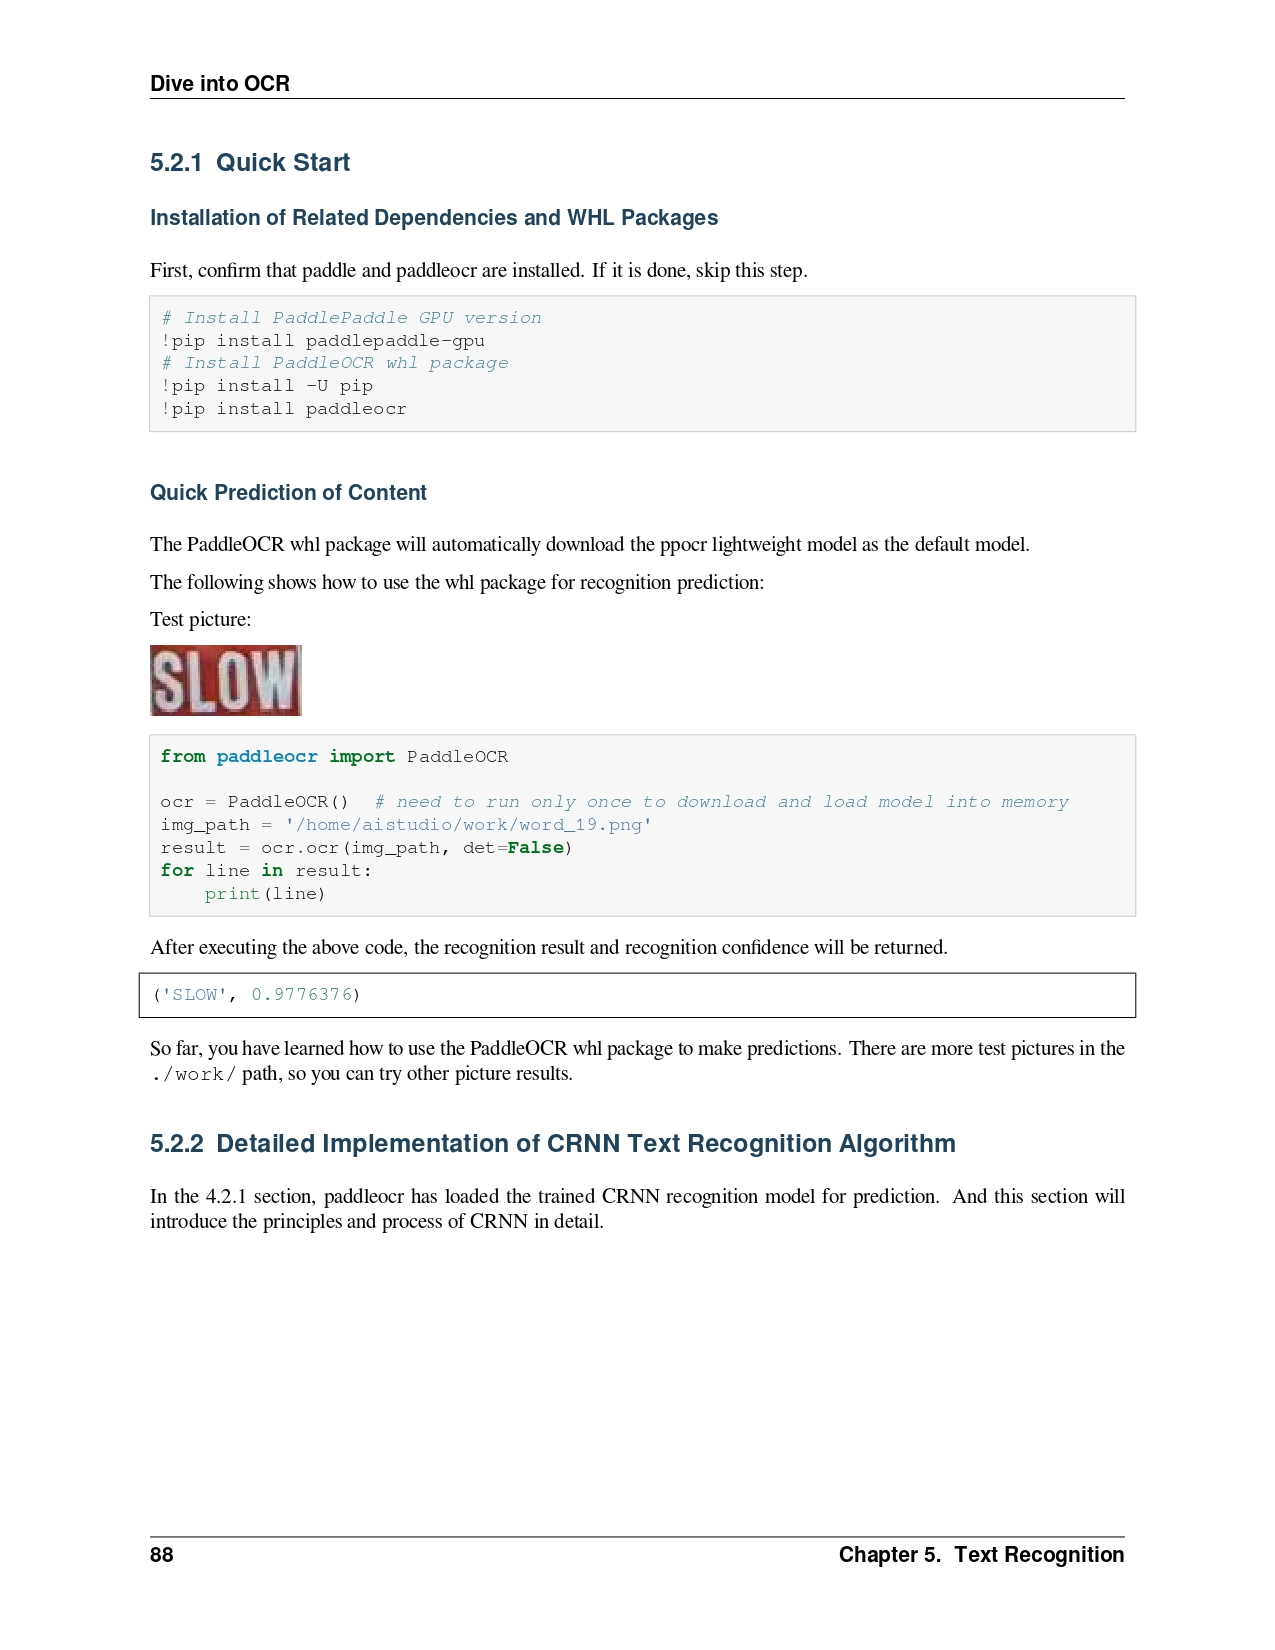 Dive into OCR
5.2.1 Quick Start
Installation of Related Dependencies and WHL Packages
First, confirm that paddle and paddleocr are installed. If it is done, skip this step.
# Install PaddlePaddle GPU version
!pip install paddlepaddle-gpu
# Install PaddleOCR whl package
!pip install -U pip
!pip install paddleocr
Quick Prediction of Content
The PaddleOCR whl package will automatically download the ppocr lightweight model as the default model.
The following shows how to use the whl package for recognition prediction:
Test picture:
SLOW
from paddleocr import PaddleOCR
ocr = PaddleOCR()  # need to run only once to download and load model into memory
img_path = '/home/aistudio/work/word_19.png'
result = ocr.ocr(img_path, det=False)
for line in result:
    print(line)
After executing the above code, the recognition result and recognition confidence will be returned.
('SLOW', 0.9776376)
So far, you have learned how to use the PaddleOCR whl package to make predictions. There are more test pictures in the
./work/ path, so you can try other picture results.
5.2.2 Detailed Implementation of CRNN Text Recognition Algorithm
In the 4.2.1 section, paddleocr has loaded the trained CRNN recognition model for prediction. And this section will
introduce the principles and process of CRNN in detail.
88 Chapter 5. Text Recognition